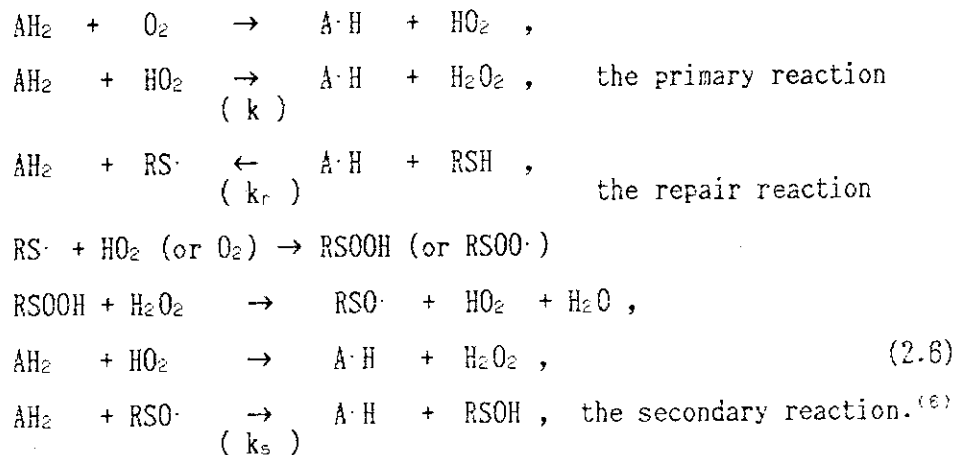 AH₂ + O₂ → A·H + HO₂ ,
AH₂ + HO₂ → A·H + H₂O₂ , the primary reaction
( k )
AH₂ + RS· ← A·H + RSH ,
( kᵣ ) the repair reaction
RS· + HO₂ (or O₂) → RSOOH (or RSOO·)
RSOOH + H₂O₂ → RSO· + HO₂ + H₂O ,
AH₂ + HO₂ → A·H + H₂O₂ , (2.6)
AH₂ + RSO· → A·H + RSOH , the secondary reaction.⁽⁶⁾
( kₛ )